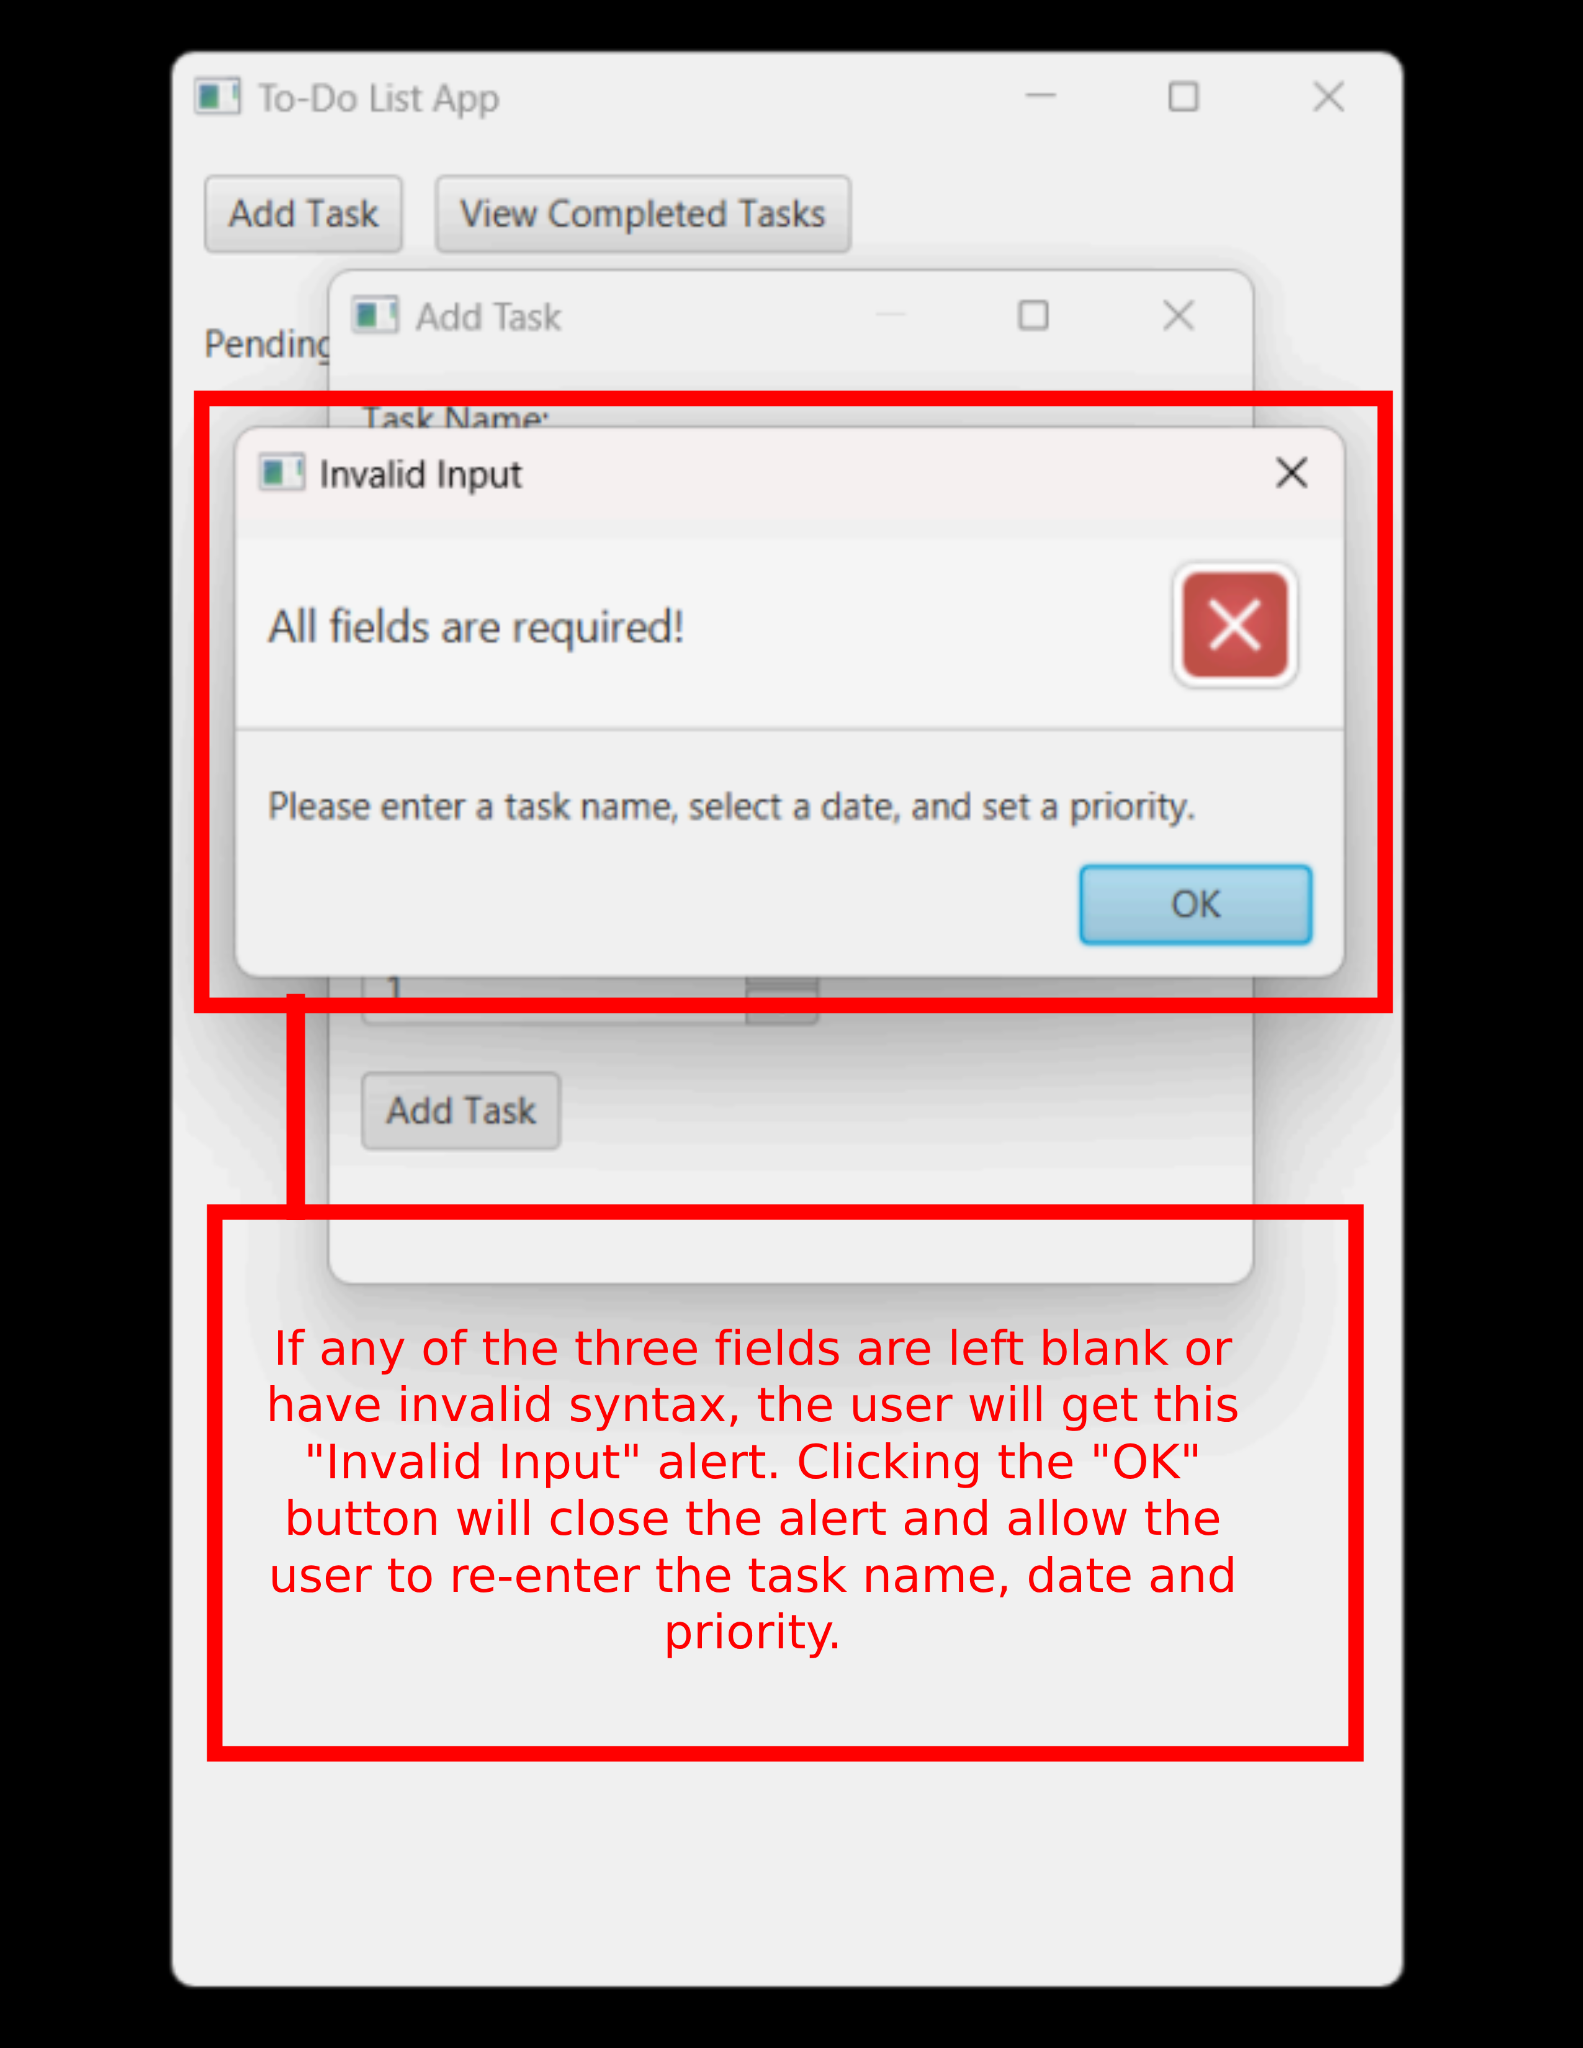 To-Do List App
Add Task
View Completed Tasks
Pending
Add Task
Task Name:
Invalid Input
All fields are required!
Please enter a task name, select a date, and set a priority.
OK
1
Add Task
If any of the three fields are left blank or
have invalid syntax, the user will get this
"Invalid Input" alert. Clicking the "OK"
button will close the alert and allow the
user to re-enter the task name, date and
priority.